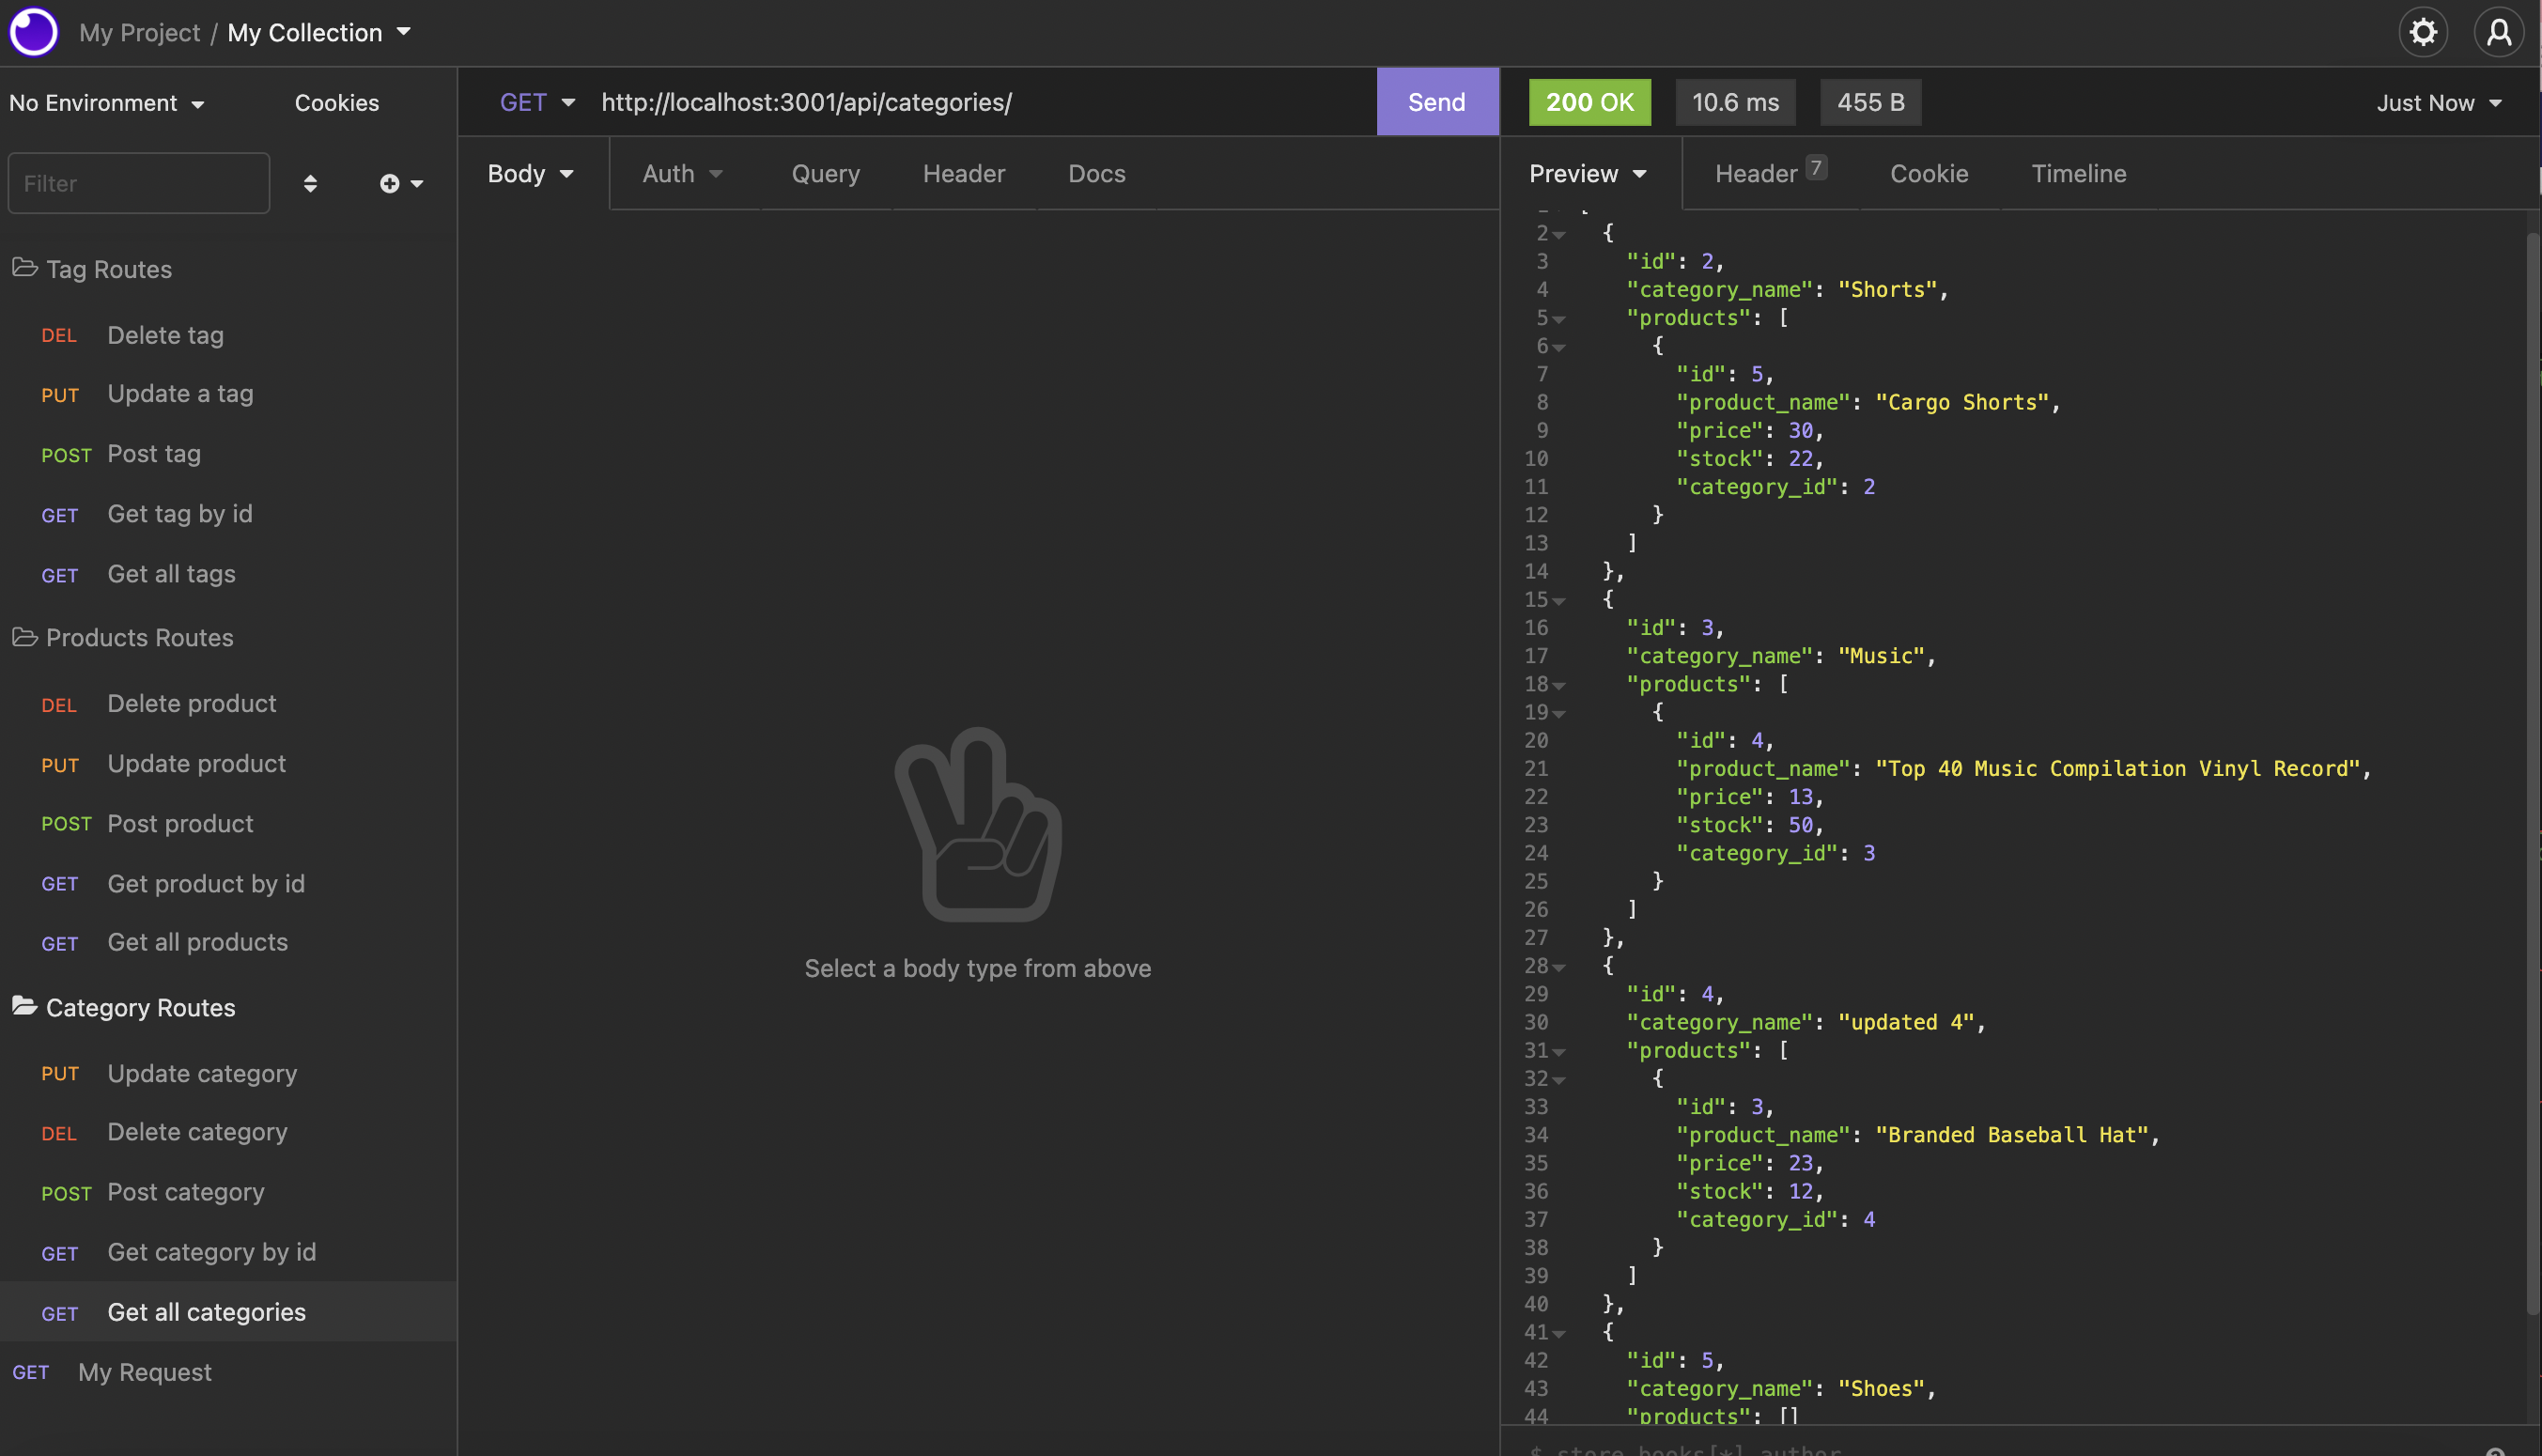 My Project / My Collection
No Environment
Cookies
GET
http://localhost:3001/api/categories/
Send
200 OK
10.6 ms
455 B
Just Now
Filter
Body
Auth
Query
Header
Docs
Preview
Header 7
Cookie
Timeline
Tag Routes
DEL Delete tag
PUT Update a tag
POST Post tag
GET Get tag by id
GET Get all tags
Products Routes
DEL Delete product
PUT Update product
POST Post product
GET Get product by id
GET Get all products
Category Routes
PUT Update category
DEL Delete category
POST Post category
GET Get category by id
GET Get all categories
GET My Request
Select a body type from above
2 {
3 "id": 2,
4 "category_name": "Shorts",
5 "products": [
6 {
7 "id": 5,
8 "product_name": "Cargo Shorts",
9 "price": 30,
10 "stock": 22,
11 "category_id": 2
12 }
13 ]
14 },
15 {
16 "id": 3,
17 "category_name": "Music",
18 "products": [
19 {
20 "id": 4,
21 "product_name": "Top 40 Music Compilation Vinyl Record",
22 "price": 13,
23 "stock": 50,
24 "category_id": 3
25 }
26 ]
27 },
28 {
29 "id": 4,
30 "category_name": "updated 4",
31 "products": [
32 {
33 "id": 3,
34 "product_name": "Branded Baseball Hat",
35 "price": 23,
36 "stock": 12,
37 "category_id": 4
38 }
39 ]
40 },
41 {
42 "id": 5,
43 "category_name": "Shoes",
44 "products": []
$.store.books[*].author